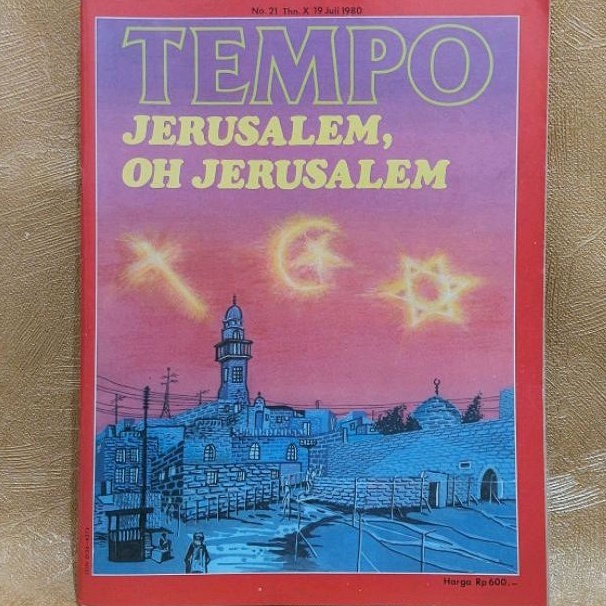 No. 21 Thn. X 19 Juli 1980
TEMPO
JERUSALEM,
OH JERUSALEM
Harga Rp 600,-